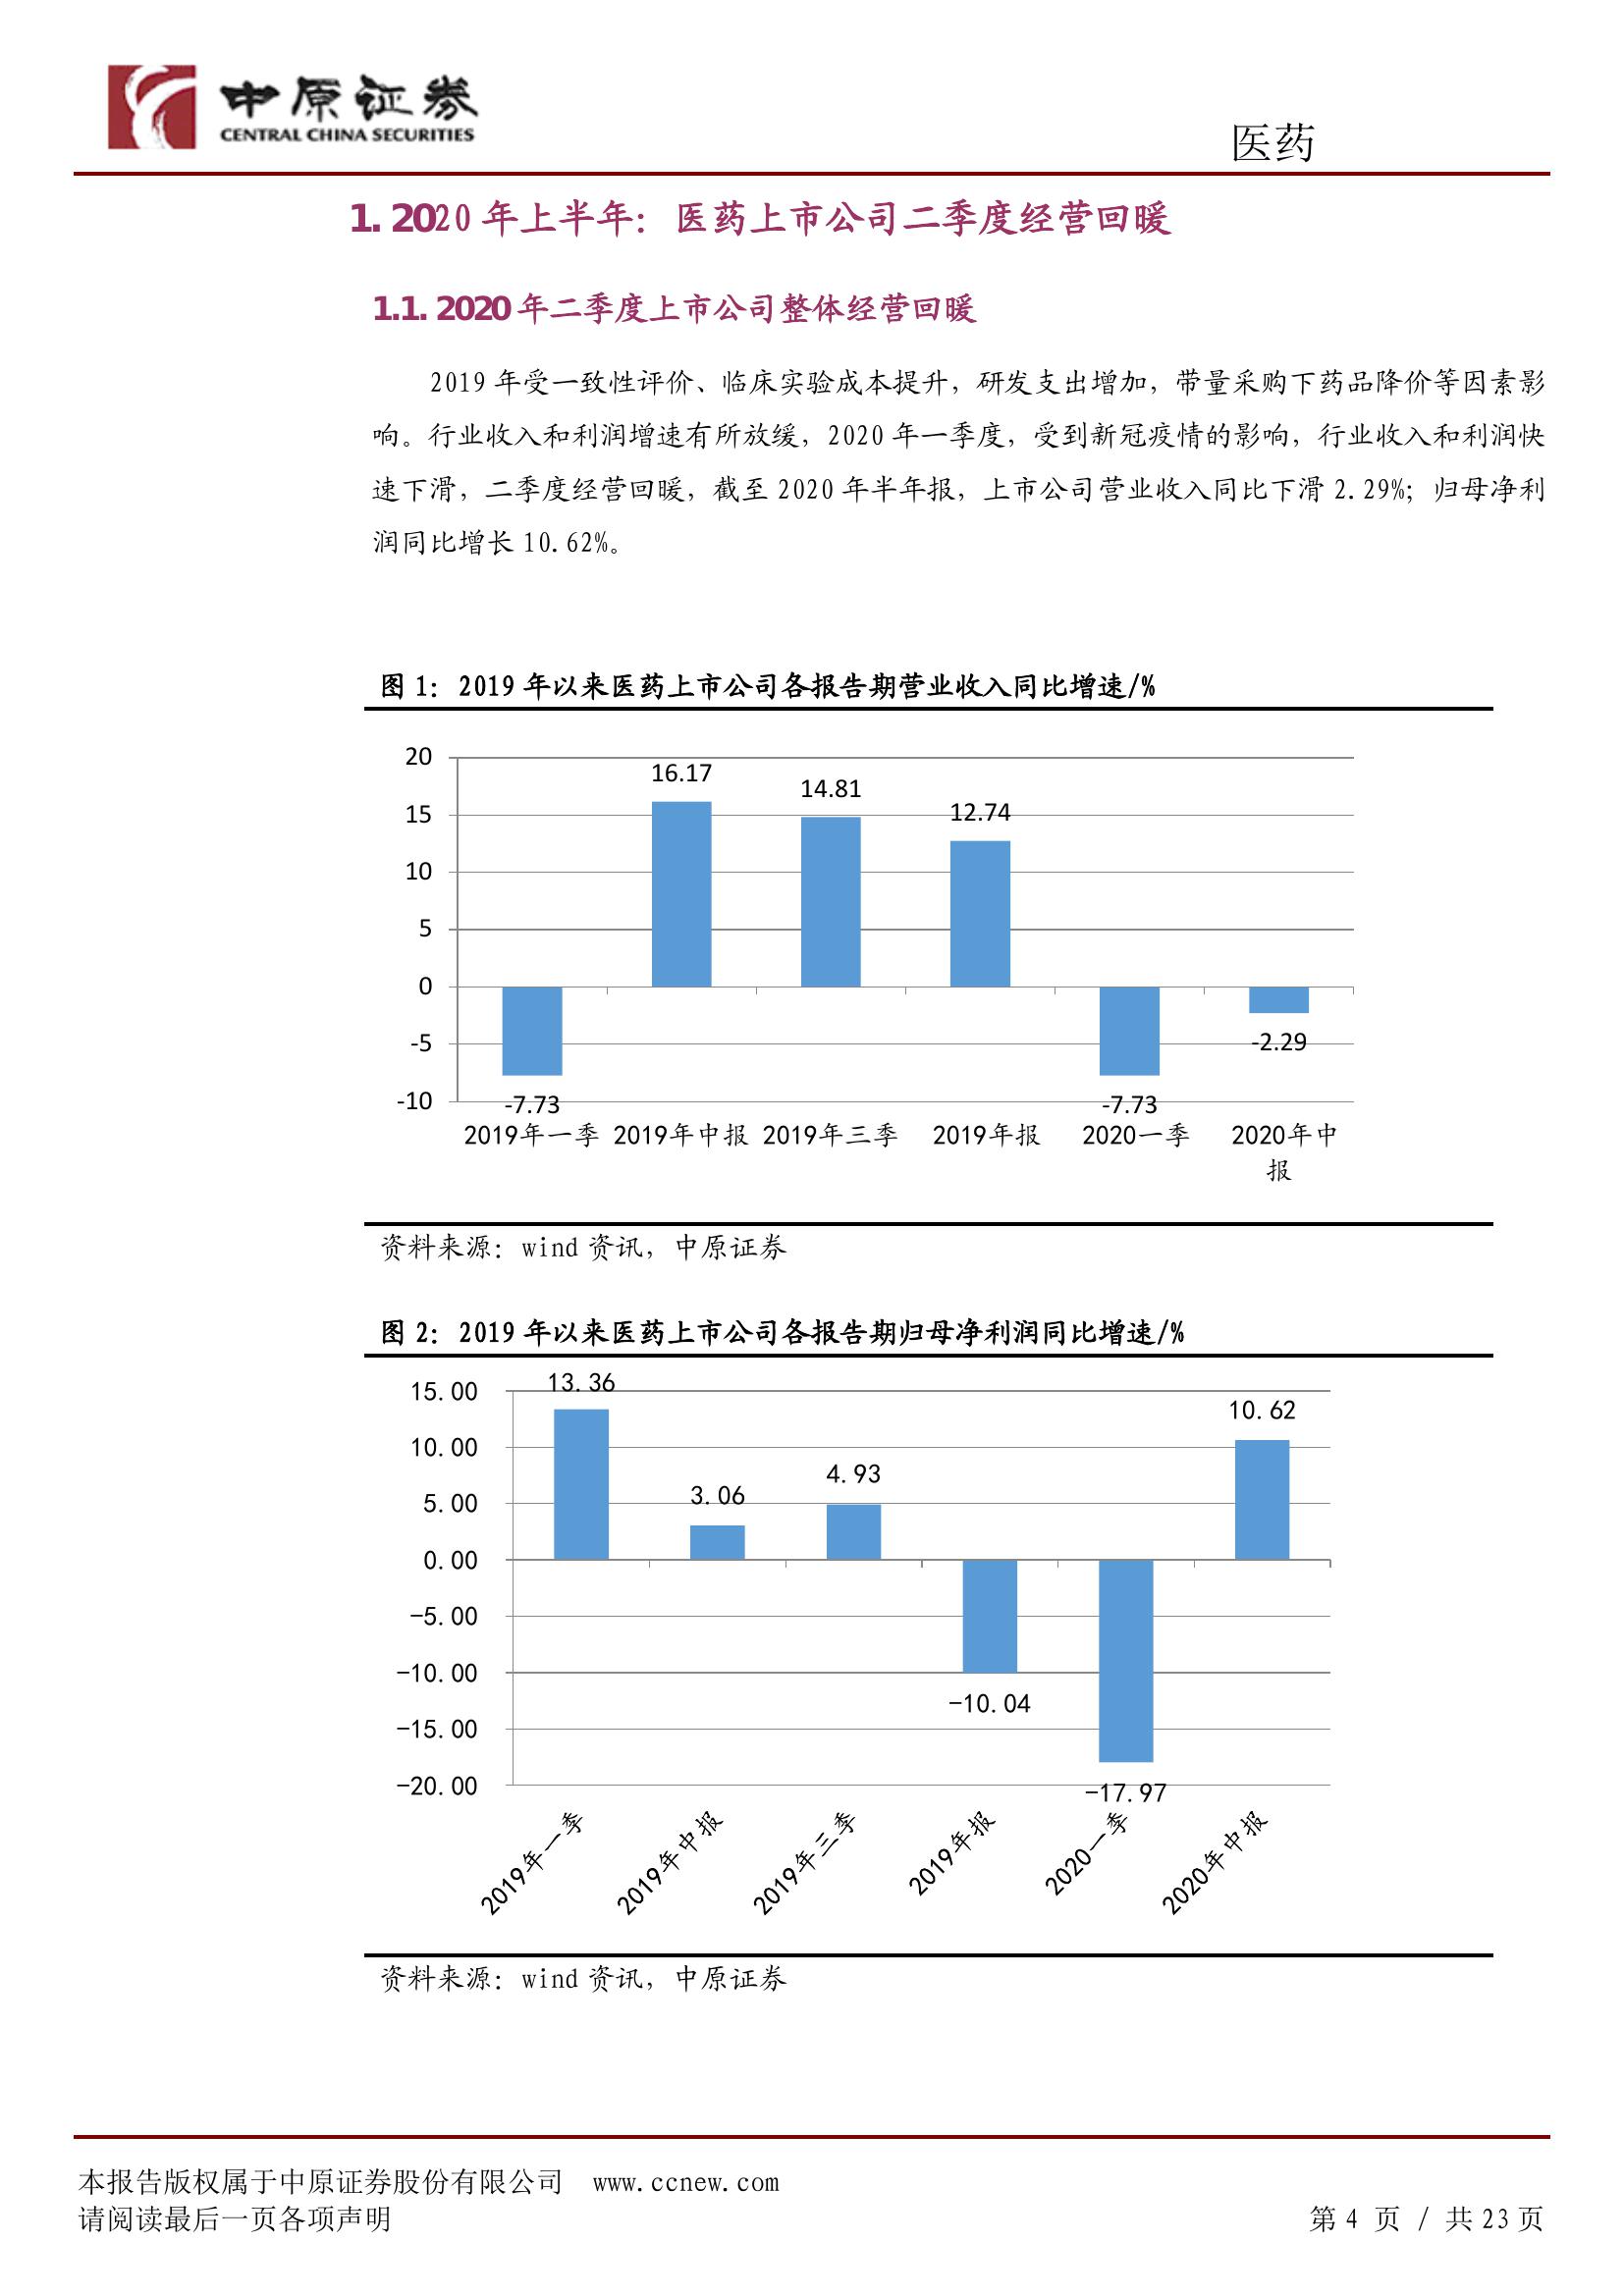 中原证券
CENTRAL CHINA SECURITIES
医药
1. 2020 年上半年：医药上市公司二季度经营回暖
1.1. 2020 年二季度上市公司整体经营回暖
2019 年受一致性评价、临床实验成本提升，研发支出增加，带量采购下药品降价等因素影
响。行业收入和利润增速有所放缓，2020 年一季度，受到新冠疫情的影响，行业收入和利润快
速下滑，二季度经营回暖，截至 2020 年半年报，上市公司营业收入同比下滑 2.29%；归母净利
润同比增长 10.62%。
图 1：2019 年以来医药上市公司各报告期营业收入同比增速/%
20
15
10
5
0
-5
-10
-7.73
16.17
14.81
12.74
-7.73
-2.29
2019年一季 2019年中报 2019年三季 2019年报 2020一季 2020年中
报
资料来源：wind 资讯，中原证券
图 2：2019 年以来医药上市公司各报告期归母净利润同比增速/%
15.00
10.00
5.00
0.00
-5.00
-10.00
-15.00
-20.00
13.36
3.06
4.93
-10.04
-17.97
10.62
2019年一季
2019年中报
2019年三季
2019年报
2020一季
2020年中报
资料来源：wind 资讯，中原证券
本报告版权属于中原证券股份有限公司 www.ccnew.com
请阅读最后一页各项声明
第 4 页 / 共 23 页